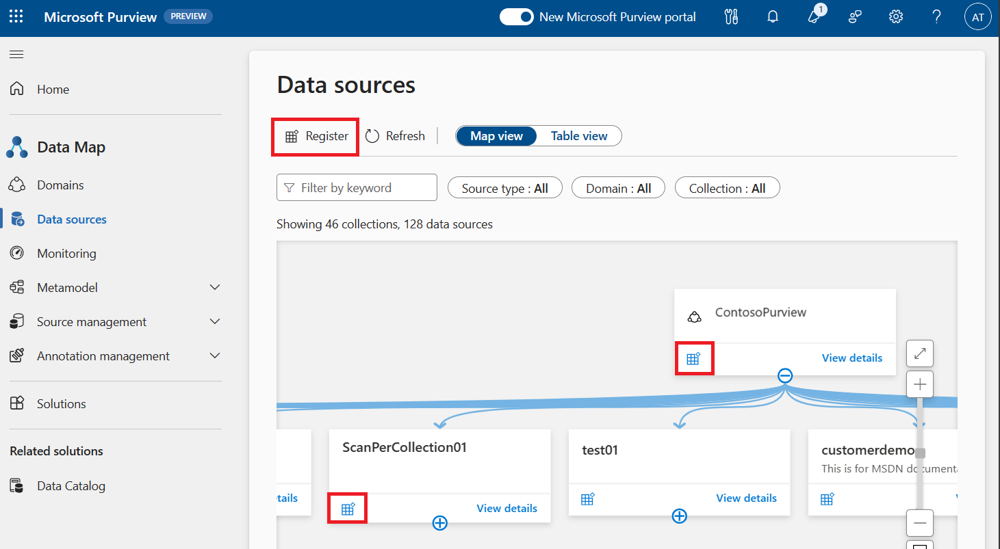 Microsoft Purview PREVIEW New Microsoft Purview portal 1 AT
Home
Data Map
Domains
Data sources
Monitoring
Metamodel
Source management
Annotation management
Solutions
Related solutions
Data Catalog
Data sources
Register Refresh Map view Table view
Filter by keyword Source type : All Domain : All Collection : All
Showing 46 collections, 128 data sources
ContosoPurview
View details
ScanPerCollection01
test01
customerdemo
This is for MSDN documenta
tails
View details
View details